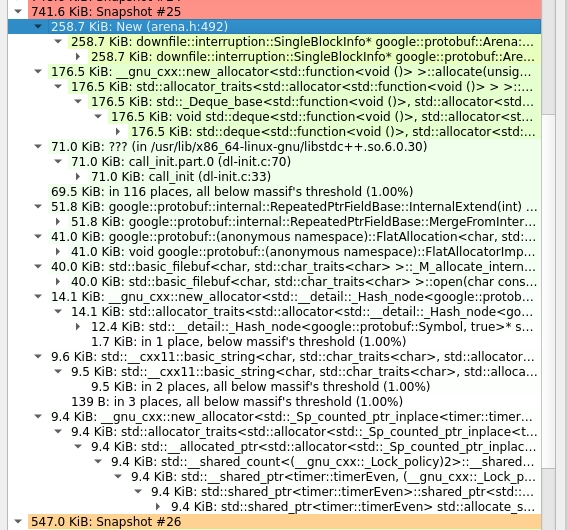 741.6 KiB: Snapshot #25
258.7 KiB: New (arena.h:492)
258.7 KiB: downfile::interruption::SingleBlockInfo* google::protobuf::Arena:...
258.7 KiB: downfile::interruption::SingleBlockInfo* google::protobuf::Are...
176.5 KiB: __gnu_cxx::new_allocator<std::function<void ()> >::allocate(unsig...
176.5 KiB: std::allocator_traits<std::allocator<std::function<void ()> > >::...
176.5 KiB: std::_Deque_base<std::function<void ()>, std::allocator<std:...
176.5 KiB: void std::deque<std::function<void ()>, std::allocator<st...
176.5 KiB: std::deque<std::function<void ()>, std::allocator<std:...
71.0 KiB: ??? (in /usr/lib/x86_64-linux-gnu/libstdc++.so.6.0.30)
71.0 KiB: call_init.part.0 (dl-init.c:70)
71.0 KiB: call_init (dl-init.c:33)
69.5 KiB: in 116 places, all below massif's threshold (1.00%)
51.8 KiB: google::protobuf::internal::RepeatedPtrFieldBase::InternalExtend(int) ...
51.8 KiB: google::protobuf::internal::RepeatedPtrFieldBase::MergeFromInter...
41.0 KiB: google::protobuf::(anonymous namespace)::FlatAllocation<char, std:...
41.0 KiB: void google::protobuf::(anonymous namespace)::FlatAllocatorImp...
40.0 KiB: std::basic_filebuf<char, std::char_traits<char> >::_M_allocate_intern...
40.0 KiB: std::basic_filebuf<char, std::char_traits<char> >::open(char cons...
14.1 KiB: __gnu_cxx::new_allocator<std::__detail::_Hash_node<google::protob...
14.1 KiB: std::allocator_traits<std::allocator<std::__detail::_Hash_node<go...
12.4 KiB: std::__detail::_Hash_node<google::protobuf::Symbol, true>* s...
1.7 KiB: in 1 place, below massif's threshold (1.00%)
9.6 KiB: std::__cxx11::basic_string<char, std::char_traits<char>, std::allocator...
9.5 KiB: std::__cxx11::basic_string<char, std::char_traits<char>, std::alloca...
9.5 KiB: in 2 places, all below massif's threshold (1.00%)
139 B: in 3 places, all below massif's threshold (1.00%)
9.4 KiB: __gnu_cxx::new_allocator<std::_Sp_counted_ptr_inplace<timer::timer...
9.4 KiB: std::allocator_traits<std::allocator<std::_Sp_counted_ptr_inplace<t...
9.4 KiB: std::__allocated_ptr<std::allocator<std::_Sp_counted_ptr_inplac...
9.4 KiB: std::__shared_count<(__gnu_cxx::_Lock_policy)2>::__shared...
9.4 KiB: std::__shared_ptr<timer::timerEven, (__gnu_cxx::_Lock_p...
9.4 KiB: std::shared_ptr<timer::timerEven>::shared_ptr<std:...
9.4 KiB: std::shared_ptr<timer::timerEven> std::allocate_s...
547.0 KiB: Snapshot #26